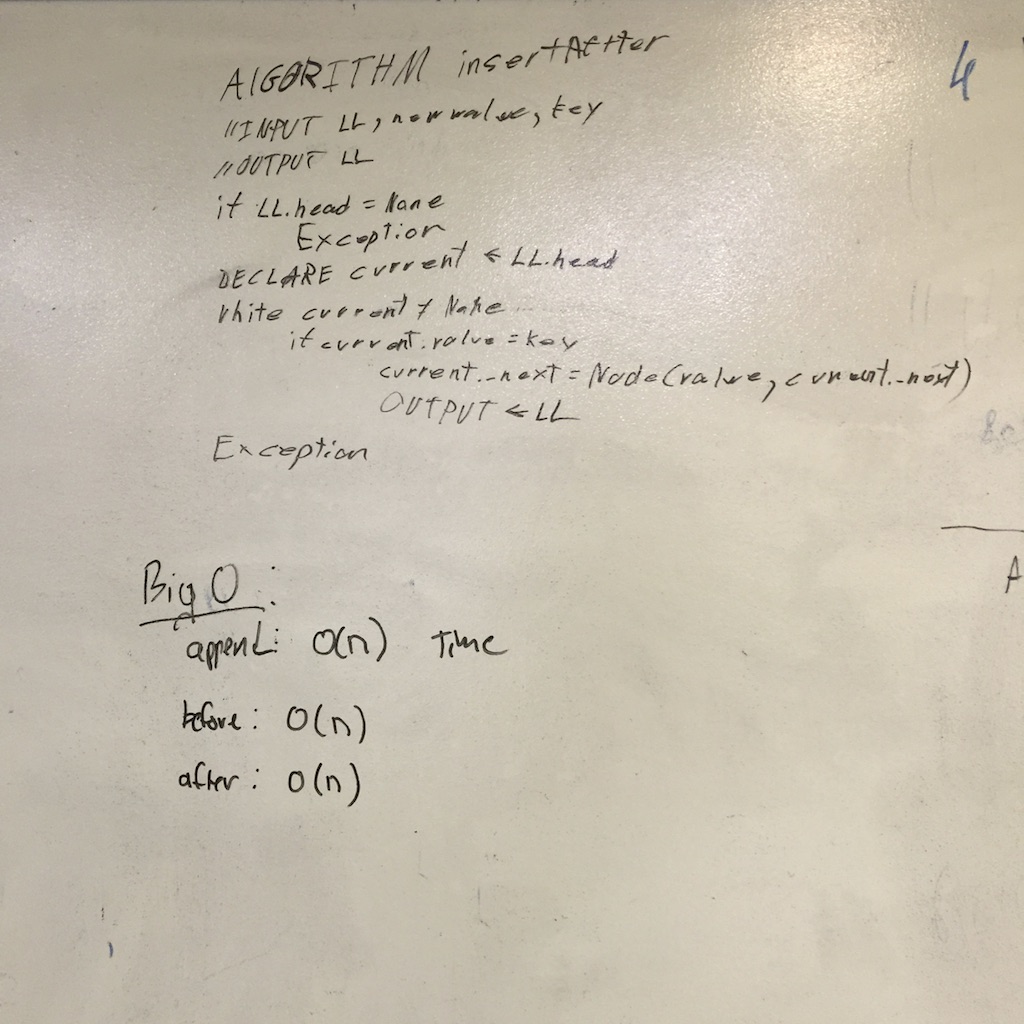 ALGORITHM insertAfter
4
//INPUT LL, newvalue, key
//OUTPUT LL
if LL.head = None
Exception
DECLARE current ← LL.head
while current ≠ None
if current.value = key
current._next = Node(value, current._next)
OUTPUT ← LL
Exception
A
Big O:
append: O(n) Time
before: O(n)
after: O(n)